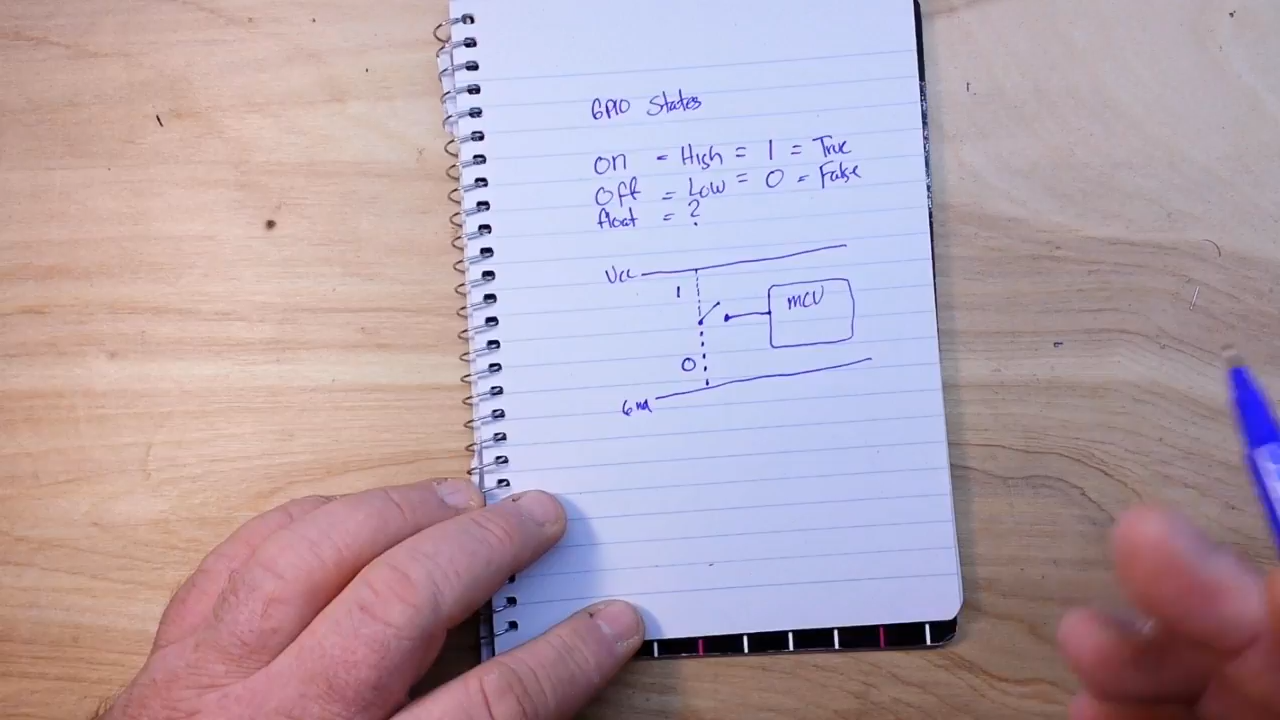 GPIO States
On = High = 1 = True
Off = Low = 0 = False
float = ?
Vcc
1
MCU
0
Gnd